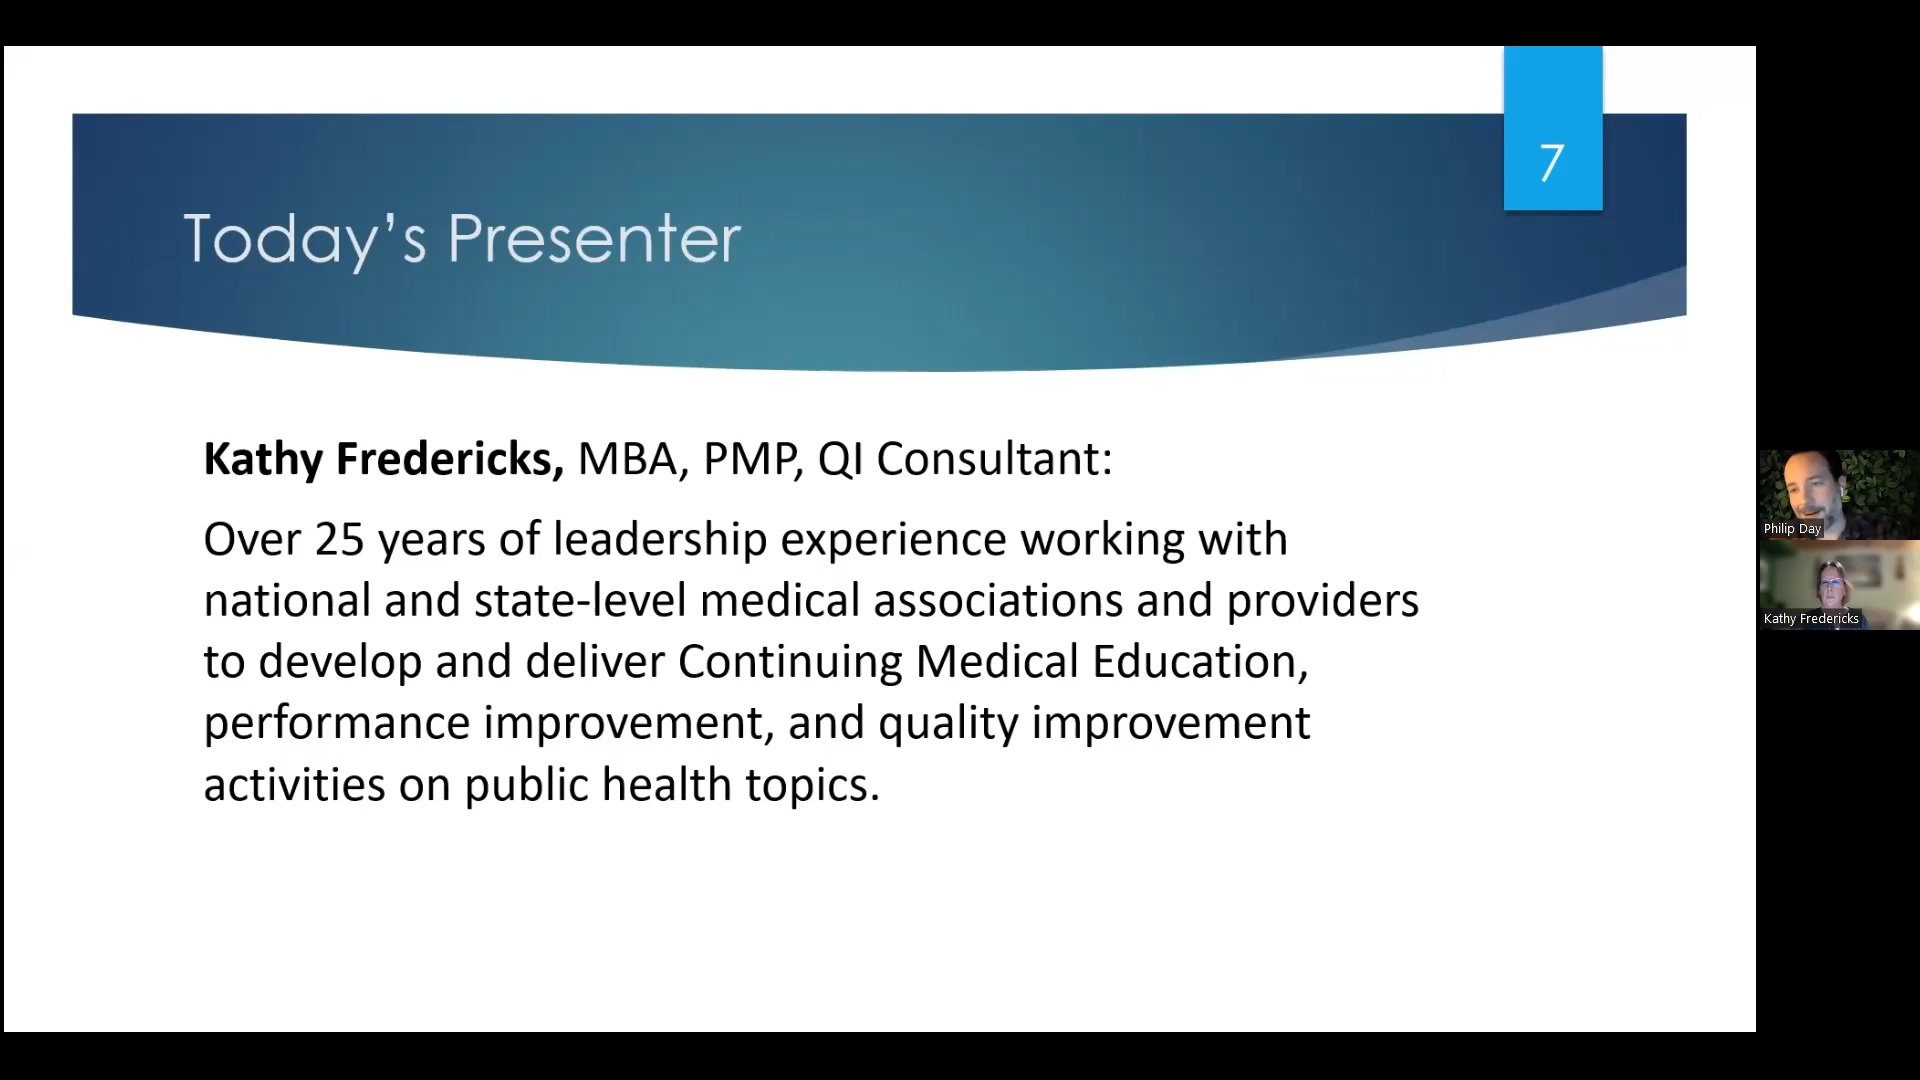 7
Today’s Presenter
Kathy Fredericks, MBA, PMP, QI Consultant:
Over 25 years of leadership experience working with
national and state-level medical associations and providers
to develop and deliver Continuing Medical Education,
performance improvement, and quality improvement
activities on public health topics.
Philip Day
Kathy Fredericks